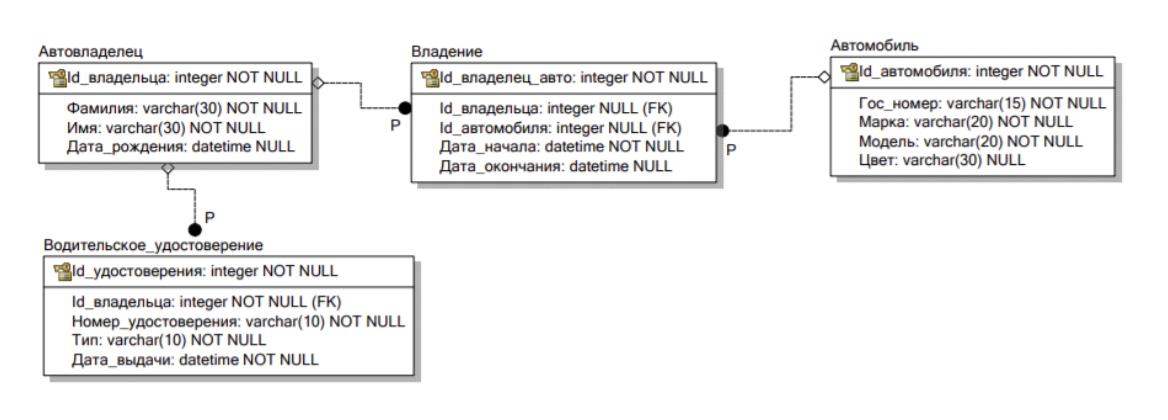 Автовладелец
Id_владельца: integer NOT NULL
Фамилия: varchar(30) NOT NULL
Имя: varchar(30) NOT NULL
Дата_рождения: datetime NULL
P
Владение
Id_владелец_авто: integer NOT NULL
Id_владельца: integer NULL (FK)
Id_автомобиля: integer NULL (FK)
Дата_начала: datetime NOT NULL
Дата_окончания: datetime NULL
P
Автомобиль
Id_автомобиля: integer NOT NULL
Гос_номер: varchar(15) NOT NULL
Марка: varchar(20) NOT NULL
Модель: varchar(20) NOT NULL
Цвет: varchar(30) NULL
P
Водительское_удостоверение
Id_удостоверения: integer NOT NULL
Id_владельца: integer NOT NULL (FK)
Номер_удостоверения: varchar(10) NOT NULL
Тип: varchar(10) NOT NULL
Дата_выдачи: datetime NOT NULL